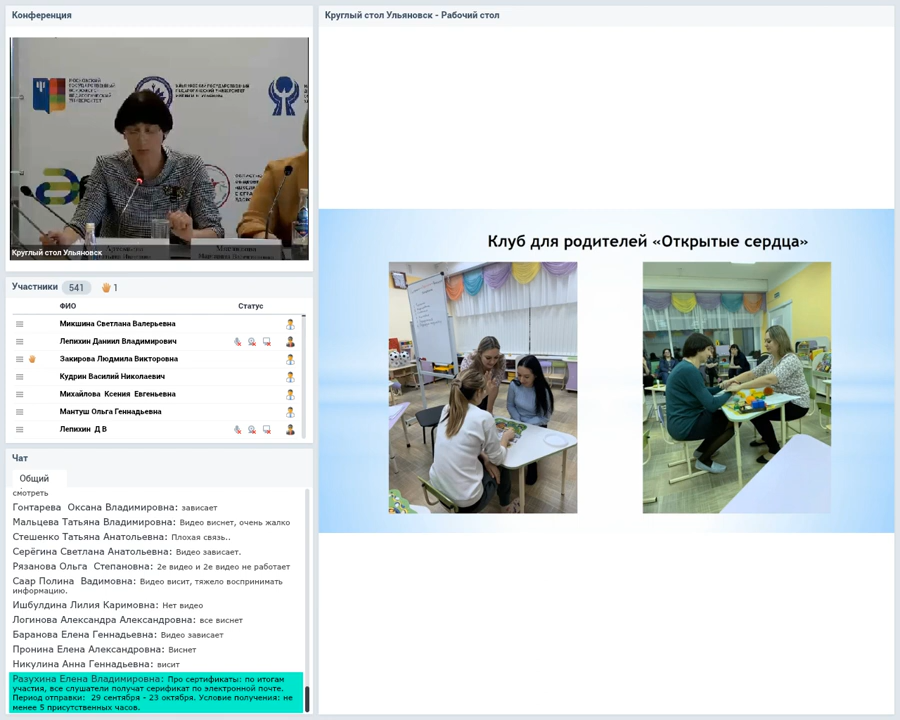 Конференция
Круглый стол Ульяновск - Рабочий стол
МОСКОВСКИЙ
ГОСУДАРСТВЕННЫЙ
УНИВЕРСИТЕТ
Круглый стол Ульяновск
Участники 541 1
ФИО Статус
Микшина Светлана Валерьевна
Лепихин Даниил Владимирович
Закирова Людмила Викторовна
Кудрин Василий Николаевич
Михайлова Ксения Евгеньевна
Мантуш Ольга Геннадьевна
Лепихин Д В
Чат
Общий
смотреть
Гонтарева Оксана Владимировна: зависает
Мальцева Татьяна Владимировна: Видео виснет, очень жалко
Стешенко Татьяна Анатольевна: Плохая связь..
Серёгина Светлана Анатольевна: Видео зависает.
Рязанова Ольга Степановна: 2е видео и 2е видео не работает
Саар Полина Вадимовна: Видео висит, тяжело воспринимать
информацию.
Ишбулдина Лилия Каримовна: Нет видео
Логинова Александра Александровна: все виснет
Баранова Елена Геннадьевна: Видео зависает
Пронина Елена Александровна: Виснет
Никулина Анна Геннадьевна: висит
Разухина Елена Владимировна: Про сертификаты: по итогам
участия, все слушатели получат серификат по электронной почте.
Период отправки: 29 сентября - 23 октября. Условие получения: не
менее 5 присутственных часов.
Клуб для родителей «Открытые сердца»